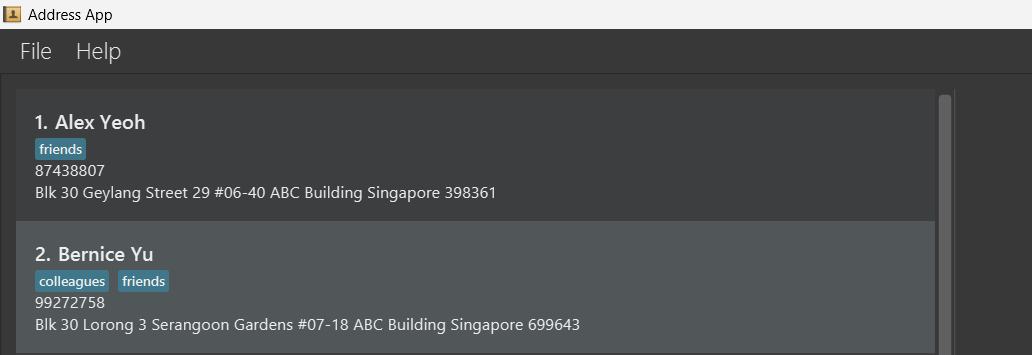 Address App
File Help
1. Alex Yeoh
friends
87438807
Blk 30 Geylang Street 29 #06-40 ABC Building Singapore 398361
2. Bernice Yu
colleagues friends
99272758
Blk 30 Lorong 3 Serangoon Gardens #07-18 ABC Building Singapore 699643